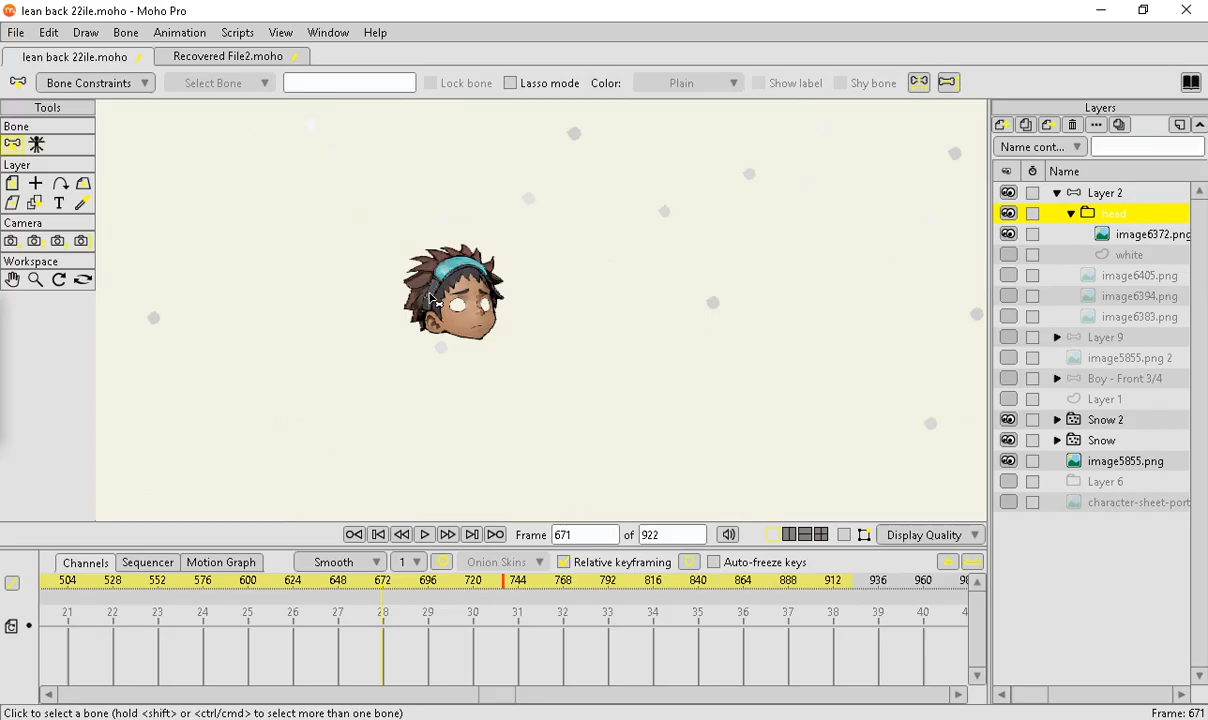 lean back 22ile.moho - Moho Pro
File Edit Draw Bone Animation Scripts View Window Help
lean back 22ile.moho Recovered File2.moho
Bone Constraints Select Bone Lock bone Lasso mode Color: Plain Show label Shy bone
Tools
Bone
Layer
T
Camera
Workspace
Layers
Name cont...
Name
Layer 2
head
image6372.png
white
image6405.png
image6394.png
image6383.png
Layer 9
image5855.png 2
Boy - Front 3/4
Layer 1
Snow 2
Snow
image5855.png
Layer 6
character-sheet-port
Frame 671 of 922 Display Quality
Channels Sequencer Motion Graph Smooth 1 Onion Skins Relative keyframing Auto-freeze keys
504 528 552 576 600 624 648 672 696 720 744 768 792 816 840 864 888 912 936 960 98
21 22 23 24 25 26 27 28 29 30 31 32 33 34 35 36 37 38 39 40 4
Click to select a bone (hold <shift> or <ctrl/cmd> to select more than one bone) Frame: 671